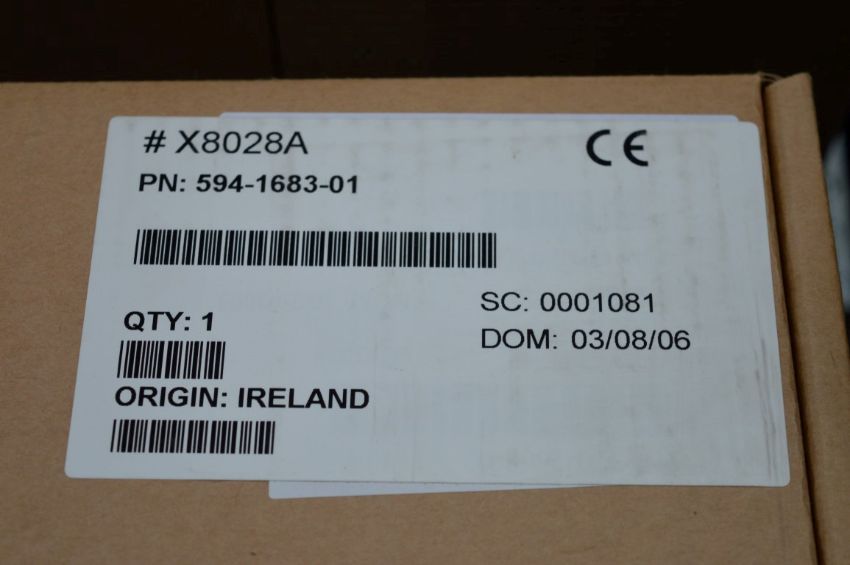 # X8028A
CE
PN: 594-1683-01
SC: 0001081
QTY: 1
DOM: 03/08/06
ORIGIN: IRELAND